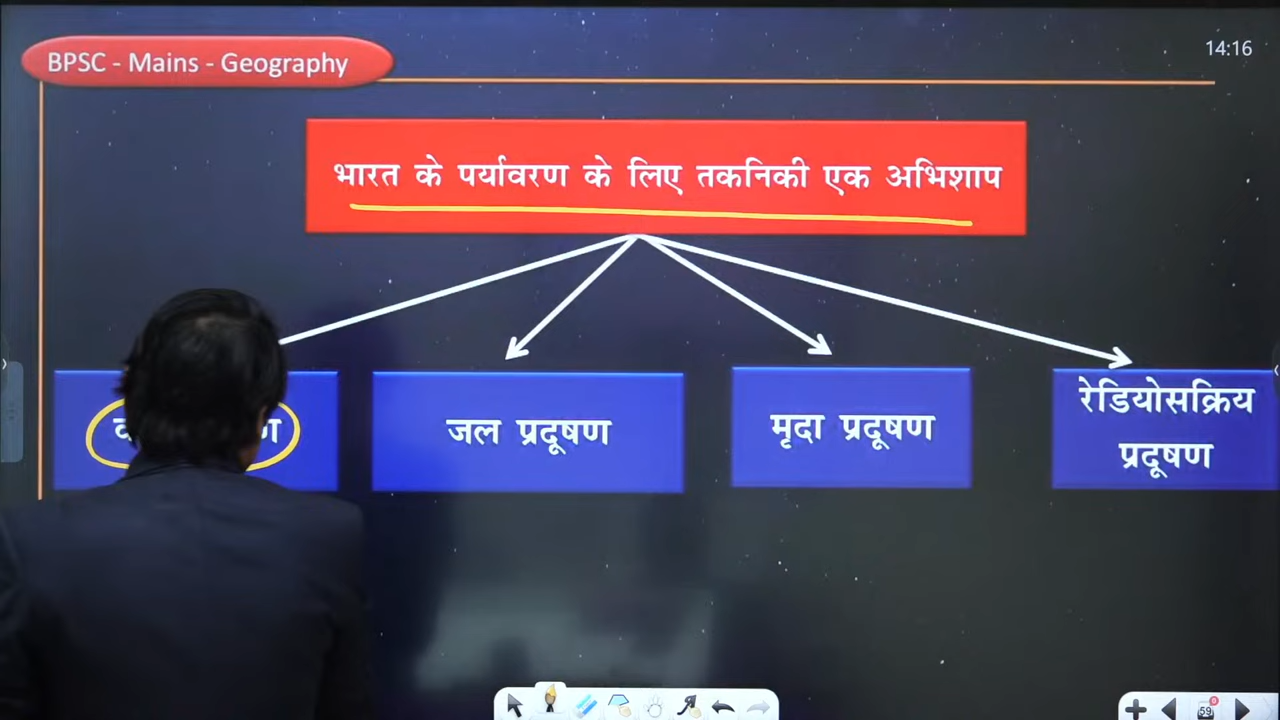 BPSC - Mains - Geography
14:16
भारत के पर्यावरण के लिए तकनिकी एक अभिशाप
जल प्रदूषण
मृदा प्रदूषण
रेडियोसक्रिय
प्रदूषण
59